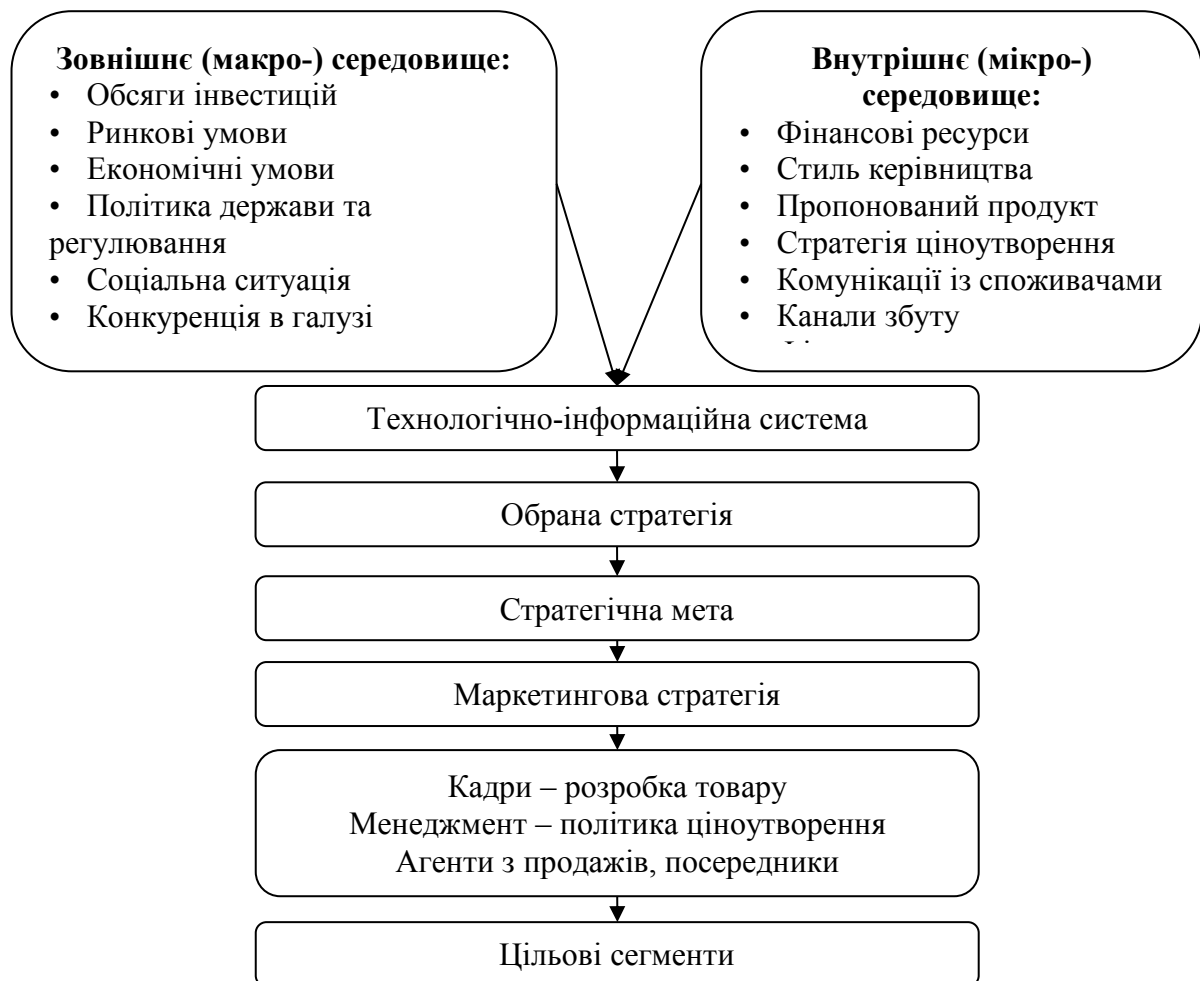 Зовнішнє (макро-) середовище:
• Обсяги інвестицій
• Ринкові умови
• Економічні умови
• Політика держави та
регулювання
• Соціальна ситуація
• Конкуренція в галузі
Внутрішнє (мікро-)
середовище:
• Фінансові ресурси
• Стиль керівництва
• Пропонований продукт
• Стратегія ціноутворення
• Комунікації із споживачами
• Канали збуту
Технологічно-інформаційна система
Обрана стратегія
Стратегічна мета
Маркетингова стратегія
Кадри – розробка товару
Менеджмент – політика ціноутворення
Агенти з продажів, посередники
Цільові сегменти